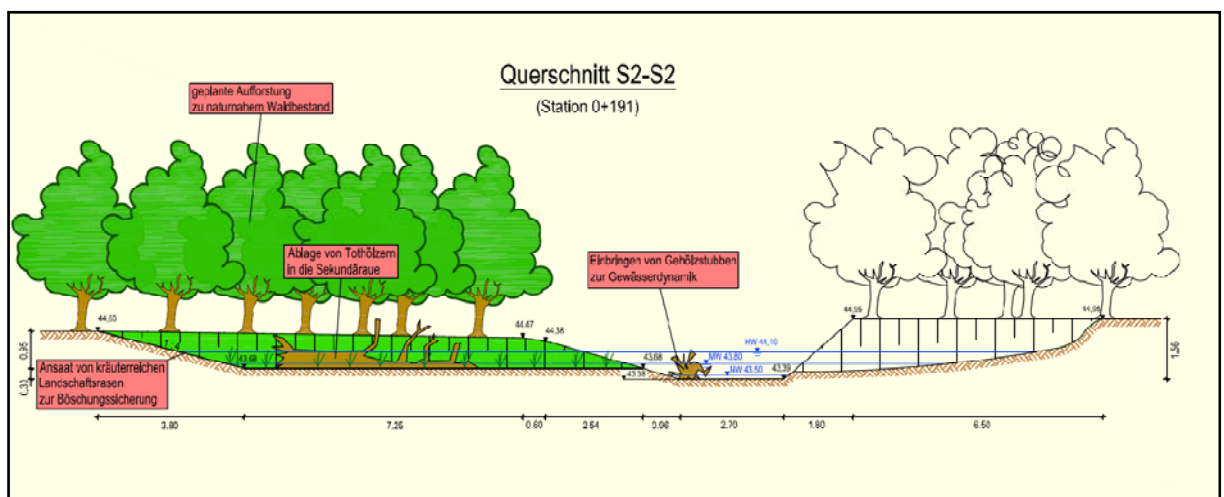 Querschnitt S2-S2
(Station 0+191)
geplante Aufforstung
zu naturnahem Waldbestand
Ablage von Tothölzern
in die Sekundäraue
Einbringen von Gehölzstubben
zur Gewässerdynamik
44,63
44,47
44,38
44,95
44,95
HW 44,10
MW 43,80
NW 43,50
43,68
43,68
43,38
43,39
0,95
0,30
1,56
Ansaat von kräuterreichen
Landschaftsrasen
zur Böschungssicherung
3.80
7.25
0.60
2.54
0.96
2.70
1.80
6.50